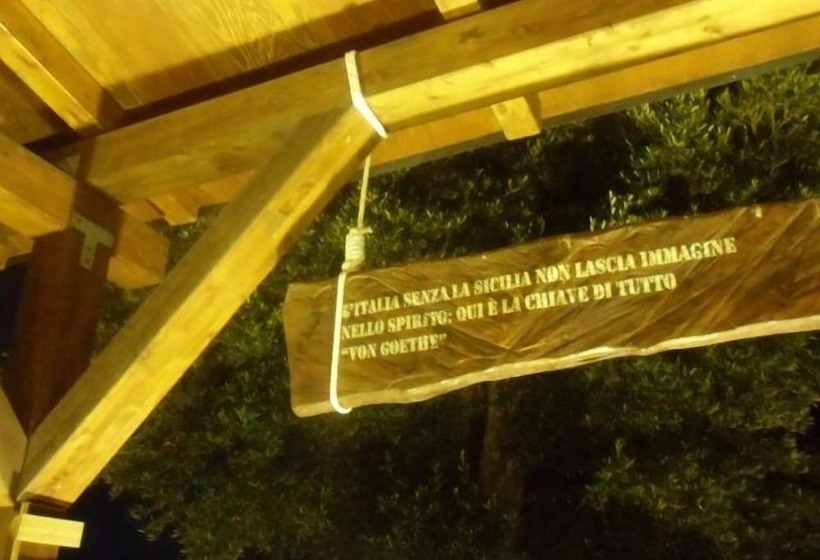 L'ITALIA SENZA LA SICILIA NON LASCIA IMMAGINE
NELLO SPIRITO: QUI È LA CHIAVE DI TUTTO
"VON GOETHE"